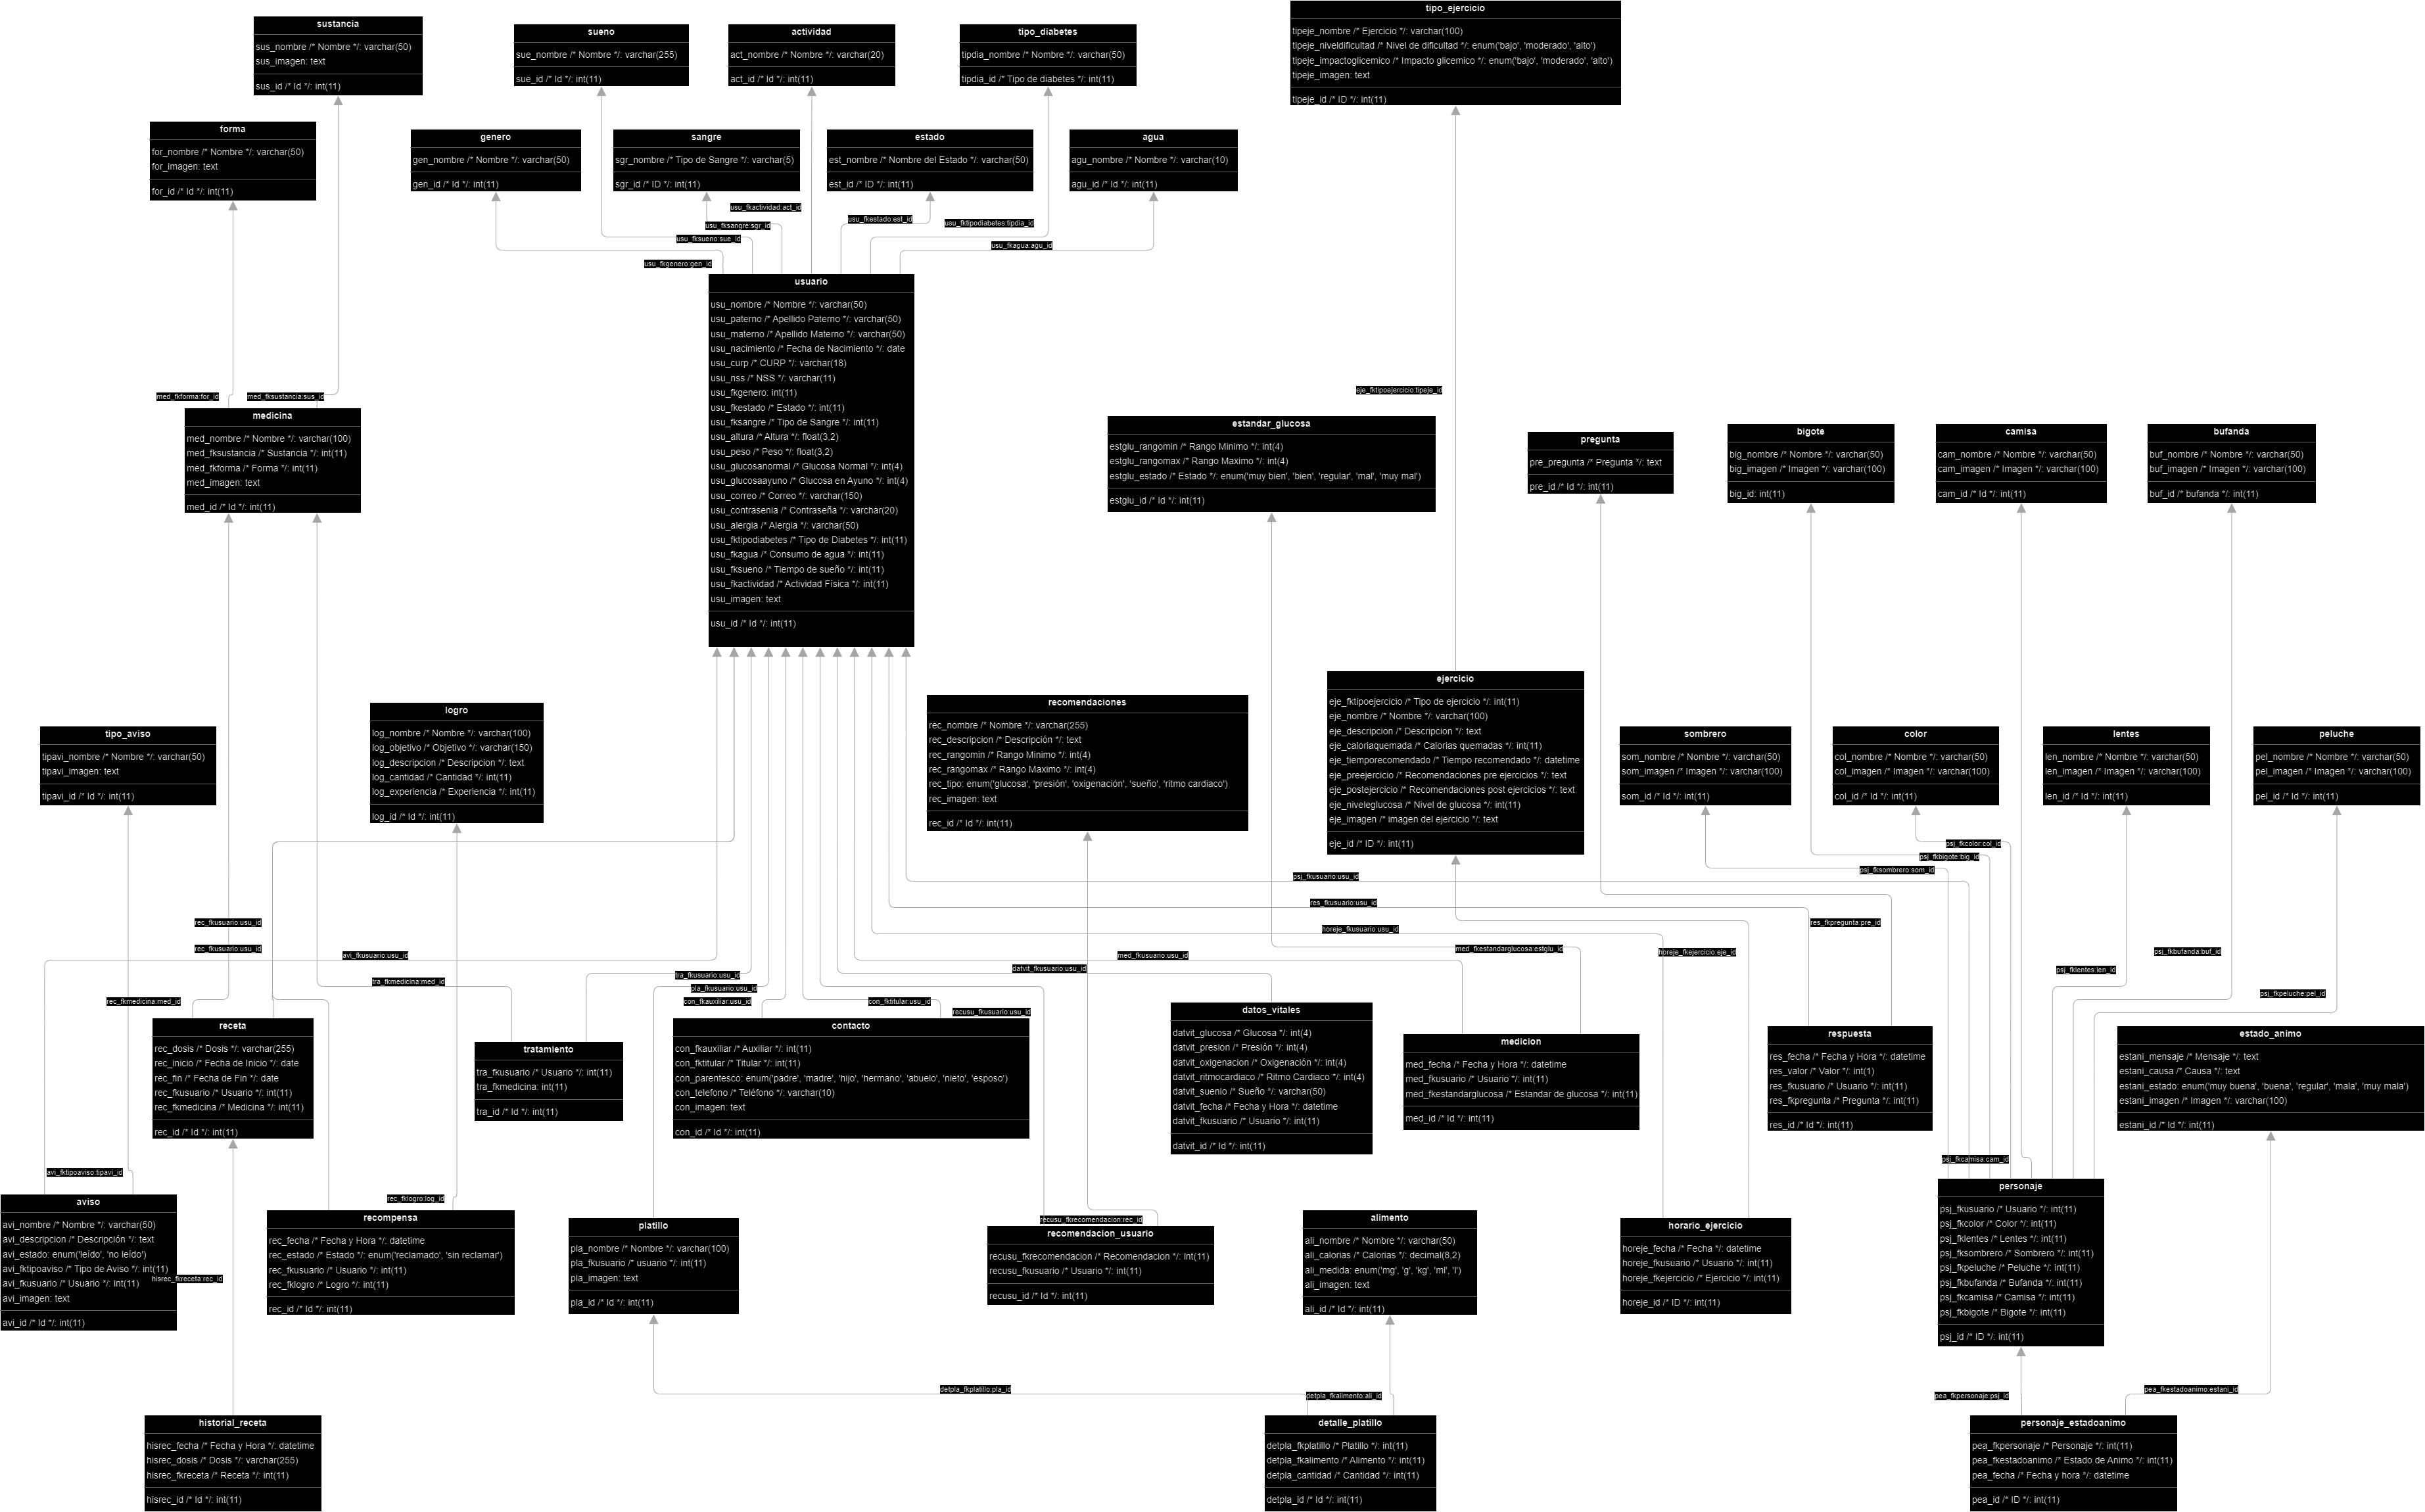 sustancia
sus_nombre /* Nombre */: varchar(50)
sus_imagen: text
sus_id /* Id */: int(11)
sueno
sue_nombre /* Nombre */: varchar(255)
sue_id /* Id */: int(11)
actividad
act_nombre /* Nombre */: varchar(20)
act_id /* Id */: int(11)
tipo_diabetes
tipdia_nombre /* Nombre */: varchar(50)
tipdia_id /* Tipo de diabetes */: int(11)
tipo_ejercicio
tipeje_nombre /* Ejercicio */: varchar(100)
tipeje_niveldificultad /* Nivel de dificultad */: enum('bajo', 'moderado', 'alto')
tipeje_impactoglicemico /* Impacto glicemico */: enum('bajo', 'moderado', 'alto')
tipeje_imagen: text
tipeje_id /* ID */: int(11)
forma
for_nombre /* Nombre */: varchar(50)
for_imagen: text
for_id /* Id */: int(11)
genero
gen_nombre /* Nombre */: varchar(50)
gen_id /* Id */: int(11)
sangre
sgr_nombre /* Tipo de Sangre */: varchar(5)
sgr_id /* ID */: int(11)
estado
est_nombre /* Nombre del Estado */: varchar(50)
est_id /* ID */: int(11)
agua
agu_nombre /* Nombre */: varchar(10)
agu_id /* Id */: int(11)
usu_fkactividad:act_id
usu_fkestado:est_id
usu_fktipodiabetes:tipdia_id
usu_fksangre:sgr_id
usu_fksueno:sue_id
usu_fkagua:agu_id
usu_fkgenero:gen_id
usuario
usu_nombre /* Nombre */: varchar(50)
usu_paterno /* Apellido Paterno */: varchar(50)
usu_materno /* Apellido Materno */: varchar(50)
usu_nacimiento /* Fecha de Nacimiento */: date
usu_curp /* CURP */: varchar(18)
usu_nss /* NSS */: varchar(11)
usu_fkgenero: int(11)
usu_fkestado /* Estado */: int(11)
usu_fksangre /* Tipo de Sangre */: int(11)
usu_altura /* Altura */: float(3,2)
usu_peso /* Peso */: float(3,2)
usu_glucosanormal /* Glucosa Normal */: int(4)
usu_glucosaayuno /* Glucosa en Ayuno */: int(4)
usu_correo /* Correo */: varchar(150)
usu_contrasenia /* Contraseña */: varchar(20)
usu_alergia /* Alergia */: varchar(50)
usu_fktipodiabetes /* Tipo de Diabetes */: int(11)
usu_fkagua /* Consumo de agua */: int(11)
usu_fksueno /* Tiempo de sueño */: int(11)
usu_fkactividad /* Actividad Física */: int(11)
usu_imagen: text
usu_id /* Id */: int(11)
med_fkforma:for_id
med_fksustancia:sus_id
eje_fktipoejercicio:tipeje_id
medicina
med_nombre /* Nombre */: varchar(100)
med_fksustancia /* Sustancia */: int(11)
med_fkforma /* Forma */: int(11)
med_imagen: text
med_id /* Id */: int(11)
estandar_glucosa
estglu_rangomin /* Rango Minimo */: int(4)
estglu_rangomax /* Rango Maximo */: int(4)
estglu_estado /* Estado */: enum('muy bien', 'bien', 'regular', 'mal', 'muy mal')
estglu_id /* Id */: int(11)
pregunta
pre_pregunta /* Pregunta */: text
pre_id /* Id */: int(11)
bigote
big_nombre /* Nombre */: varchar(50)
big_imagen /* Imagen */: varchar(100)
big_id: int(11)
camisa
cam_nombre /* Nombre */: varchar(50)
cam_imagen /* Imagen */: varchar(100)
cam_id /* Id */: int(11)
bufanda
buf_nombre /* Nombre */: varchar(50)
buf_imagen /* Imagen */: varchar(100)
buf_id /* bufanda */: int(11)
tipo_aviso
tipavi_nombre /* Nombre */: varchar(50)
tipavi_imagen: text
tipavi_id /* Id */: int(11)
logro
log_nombre /* Nombre */: varchar(100)
log_objetivo /* Objetivo */: varchar(150)
log_descripcion /* Descripcion */: text
log_cantidad /* Cantidad */: int(11)
log_experiencia /* Experiencia */: int(11)
log_id /* Id */: int(11)
recomendaciones
rec_nombre /* Nombre */: varchar(255)
rec_descripcion /* Descripción */: text
rec_rangomin /* Rango Minimo */: int(4)
rec_rangomax /* Rango Maximo */: int(4)
rec_tipo: enum('glucosa', 'presión', 'oxigenación', 'sueño', 'ritmo cardiaco')
rec_imagen: text
rec_id /* Id */: int(11)
ejercicio
eje_fktipoejercicio /* Tipo de ejercicio */: int(11)
eje_nombre /* Nombre */: varchar(100)
eje_descripcion /* Descripcion */: text
eje_caloriaquemada /* Calorias quemadas */: int(11)
eje_tiemporecomendado /* Tiempo recomendado */: datetime
eje_preejercicio /* Recomendaciones pre ejercicios */: text
eje_postejercicio /* Recomendaciones post ejercicios */: text
eje_niveleglucosa /* Nivel de glucosa */: int(11)
eje_imagen /* imagen del ejercicio */: text
eje_id /* ID */: int(11)
sombrero
som_nombre /* Nombre */: varchar(50)
som_imagen /* Imagen */: varchar(100)
som_id /* Id */: int(11)
color
col_nombre /* Nombre */: varchar(50)
col_imagen /* Imagen */: varchar(100)
col_id /* Id */: int(11)
lentes
len_nombre /* Nombre */: varchar(50)
len_imagen /* Imagen */: varchar(100)
len_id /* Id */: int(11)
peluche
pel_nombre /* Nombre */: varchar(50)
pel_imagen /* Imagen */: varchar(100)
pel_id /* Id */: int(11)
psj_fkcolor:col_id
psj_fkbigote:big_id
psj_fksombrero:som_id
psj_fkusuario:usu_id
res_fkusuario:usu_id
rec_fkusuario:usu_id
res_fkpregunta:pre_id
horeje_fkusuario:usu_id
rec_fkusuario:usu_id
med_fkestandarglucosa:estglu_id
horeje_fkejercicio:eje_id
psj_fkbufanda:buf_id
avi_fkusuario:usu_id
med_fkusuario:usu_id
datvit_fkusuario:usu_id
psj_fklentes:len_id
tra_fkusuario:usu_id
tra_fkmedicina:med_id
pla_fkusuario:usu_id
psj_fkpeluche:pel_id
rec_fkmedicina:med_id
con_fkauxiliar:usu_id
con_fktitular:usu_id
recusu_fkusuario:usu_id
receta
rec_dosis /* Dosis */: varchar(255)
rec_inicio /* Fecha de Inicio */: date
rec_fin /* Fecha de Fin */: date
rec_fkusuario /* Usuario */: int(11)
rec_fkmedicina /* Medicina */: int(11)
rec_id /* Id */: int(11)
tratamiento
tra_fkusuario /* Usuario */: int(11)
tra_fkmedicina: int(11)
tra_id /* Id */: int(11)
contacto
con_fkauxiliar /* Auxiliar */: int(11)
con_fktitular /* Titular */: int(11)
con_parentesco: enum('padre', 'madre', 'hijo', 'hermano', 'abuelo', 'nieto', 'esposo')
con_telefono /* Teléfono */: varchar(10)
con_imagen: text
con_id /* Id */: int(11)
datos_vitales
datvit_glucosa /* Glucosa */: int(4)
datvit_presion /* Presión */: int(4)
datvit_oxigenacion /* Oxigenación */: int(4)
datvit_ritmocardiaco /* Ritmo Cardiaco */: int(4)
datvit_suenio /* Sueño */: varchar(50)
datvit_fecha /* Fecha y Hora */: datetime
datvit_fkusuario /* Usuario */: int(11)
datvit_id /* Id */: int(11)
medicion
med_fecha /* Fecha y Hora */: datetime
med_fkusuario /* Usuario */: int(11)
med_fkestandarglucosa /* Estandar de glucosa */: int(11)
med_id /* Id */: int(11)
respuesta
res_fecha /* Fecha y Hora */: datetime
res_valor /* Valor */: int(1)
res_fkusuario /* Usuario */: int(11)
res_fkpregunta /* Pregunta */: int(11)
res_id /* Id */: int(11)
estado_animo
estani_mensaje /* Mensaje */: text
estani_causa /* Causa */: text
estani_estado: enum('muy buena', 'buena', 'regular', 'mala', 'muy mala')
estani_imagen /* Imagen */: varchar(100)
estani_id /* Id */: int(11)
avi_fktipoaviso:tipavi_id
psj_fkcamisa:cam_id
rec_fklogro:log_id
recusu_fkrecomendacion:rec_id
aviso
avi_nombre /* Nombre */: varchar(50)
avi_descripcion /* Descripción */: text
avi_estado: enum('leído', 'no leído')
avi_fktipoaviso /* Tipo de Aviso */: int(11)
avi_fkusuario /* Usuario */: int(11)
avi_imagen: text
avi_id /* Id */: int(11)
hisrec_fkreceta:rec_id
recompensa
rec_fecha /* Fecha y Hora */: datetime
rec_estado /* Estado */: enum('reclamado', 'sin reclamar')
rec_fkusuario /* Usuario */: int(11)
rec_fklogro /* Logro */: int(11)
rec_id /* Id */: int(11)
platillo
pla_nombre /* Nombre */: varchar(100)
pla_fkusuario /* usuario */: int(11)
pla_imagen: text
pla_id /* Id */: int(11)
recomendacion_usuario
recusu_fkrecomendacion /* Recomendacion */: int(11)
recusu_fkusuario /* Usuario */: int(11)
recusu_id /* Id */: int(11)
alimento
ali_nombre /* Nombre */: varchar(50)
ali_calorias /* Calorias */: decimal(8,2)
ali_medida: enum('mg', 'g', 'kg', 'ml', 'l')
ali_imagen: text
ali_id /* Id */: int(11)
horario_ejercicio
horeje_fecha /* Fecha */: datetime
horeje_fkusuario /* Usuario */: int(11)
horeje_fkejercicio /* Ejercicio */: int(11)
horeje_id /* ID */: int(11)
personaje
psj_fkusuario /* Usuario */: int(11)
psj_fkcolor /* Color */: int(11)
psj_fklentes /* Lentes */: int(11)
psj_fksombrero /* Sombrero */: int(11)
psj_fkpeluche /* Peluche */: int(11)
psj_fkbufanda /* Bufanda */: int(11)
psj_fkcamisa /* Camisa */: int(11)
psj_fkbigote /* Bigote */: int(11)
psj_id /* ID */: int(11)
detpla_fkplatillo:pla_id
detpla_fkalimento:ali_id
pea_fkpersonaje:psj_id
pea_fkestadoanimo:estani_id
historial_receta
hisrec_fecha /* Fecha y Hora */: datetime
hisrec_dosis /* Dosis */: varchar(255)
hisrec_fkreceta /* Receta */: int(11)
hisrec_id /* Id */: int(11)
detalle_platillo
detpla_fkplatillo /* Platillo */: int(11)
detpla_fkalimento /* Alimento */: int(11)
detpla_cantidad /* Cantidad */: int(11)
detpla_id /* Id */: int(11)
personaje_estadoanimo
pea_fkpersonaje /* Personaje */: int(11)
pea_fkestadoanimo /* Estado de Animo */: int(11)
pea_fecha /* Fecha y hora */: datetime
pea_id /* ID */: int(11)